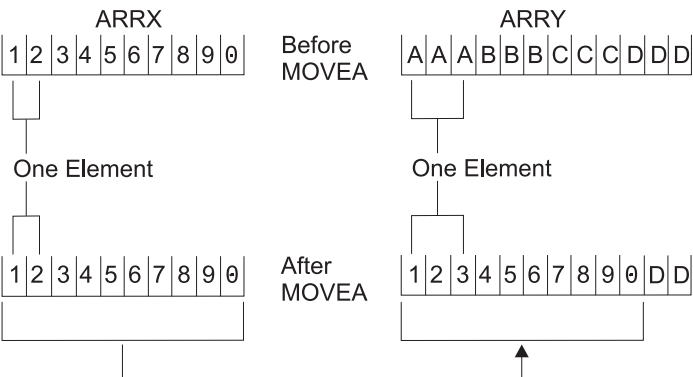 ARRX ARRY
1 2 3 4 5 6 7 8 9 0 Before A A A B B B C C C D D D
MOVEA
One Element One Element
1 2 3 4 5 6 7 8 9 0 After 1 2 3 4 5 6 7 8 9 0 D D
MOVEA